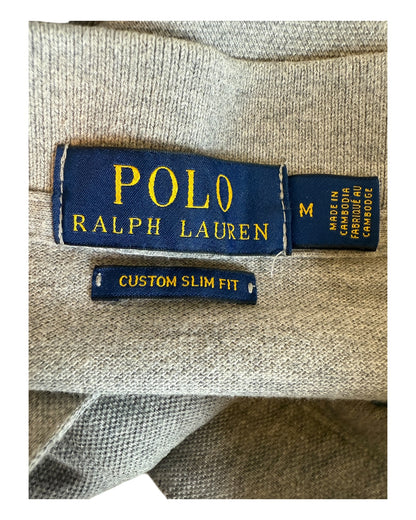 POLO
RALPH LAUREN
M
MADE IN
CAMBODIA
FABRIQUÉ AU
CAMBODGE
CUSTOM SLIM FIT